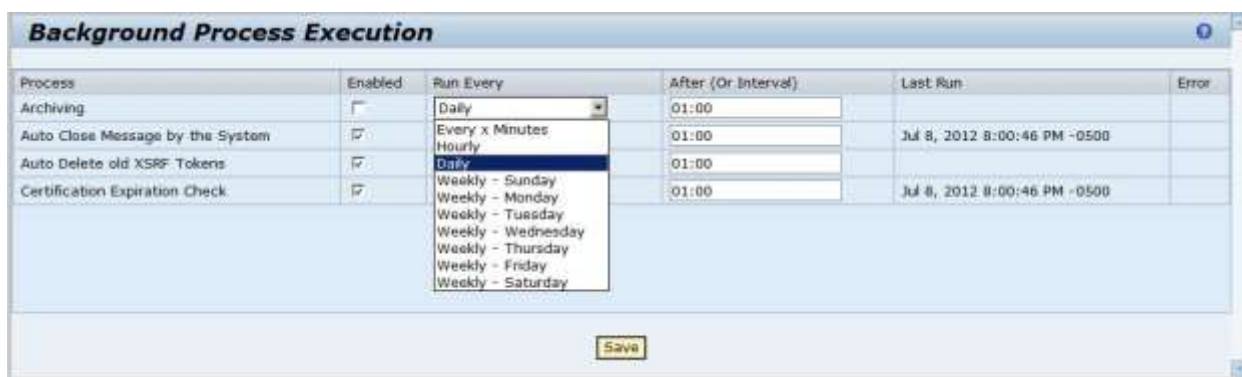 Background Process Execution
Process Enabled Run Every After (Or Interval) Last Run Error
Archiving Daily 01:00
Auto Close Message by the System Every x Minutes 01:00 Jul 8, 2012 8:00:46 PM -0500
Hourly
Auto Delete old XSRF Tokens Daily 01:00
Certification Expiration Check Weekly - Sunday 01:00 Jul 8, 2012 8:00:46 PM -0500
Weekly - Monday
Weekly - Tuesday
Weekly - Wednesday
Weekly - Thursday
Weekly - Friday
Weekly - Saturday
Save